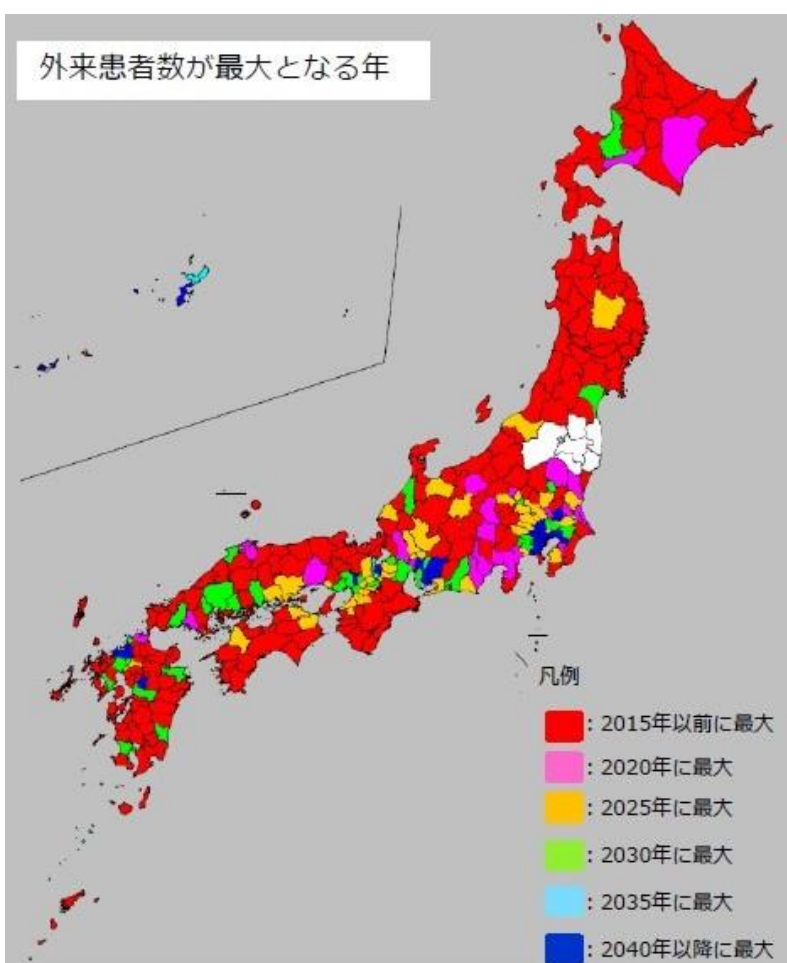 外来患者数が最大となる年
凡例
: 2015年以前に最大
: 2020年に最大
: 2025年に最大
: 2030年に最大
: 2035年に最大
: 2040年以降に最大